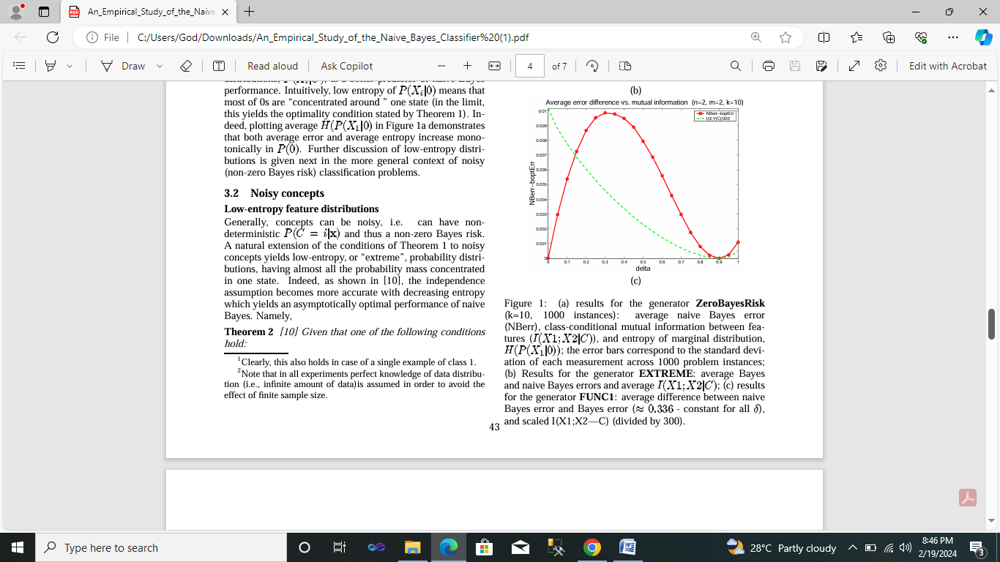 An_Empirical_Study_of_the_Naive
File
C:/Users/God/Downloads/An_Empirical_Study_of_the_Naive_Bayes_Classifier%20(1).pdf
Draw
Read aloud
Ask Copilot
4
of 7
Edit with Acrobat
performance. Intuitively, low entropy of P(X_i|0) means that
most of 0s are “concentrated around ” one state (in the limit,
this yields the optimality condition stated by Theorem 1). In-
deed, plotting average H(P(X_1|0) in Figure 1a demonstrates
that both average error and average entropy increase mono-
tonically in P(0). Further discussion of low-entropy distri-
butions is given next in the more general context of noisy
(non-zero Bayes risk) classification problems.
3.2 Noisy concepts
Low-entropy feature distributions
Generally, concepts can be noisy, i.e. can have non-
deterministic P(C = i|x) and thus a non-zero Bayes risk.
A natural extension of the conditions of Theorem 1 to noisy
concepts yields low-entropy, or “extreme”, probability distri-
butions, having almost all the probability mass concentrated
in one state. Indeed, as shown in [10], the independence
assumption becomes more accurate with decreasing entropy
which yields an asymptotically optimal performance of naive
Bayes. Namely,
Theorem 2 [10] Given that one of the following conditions
hold:
1Clearly, this also holds in case of a single example of class 1.
2Note that in all experiments perfect knowledge of data distribu-
tion (i.e., infinite amount of data)is assumed in order to avoid the
effect of finite sample size.
(b)
Average error difference vs. mutual information (n=2, m=2, k=10)
NBerr−boptErr
I(X;Y|C)/300
NBerr−boptErr
0.01
0.009
0.008
0.007
0.006
0.005
0.004
0.003
0.002
0.001
0
0 0.1 0.2 0.3 0.4 0.5 0.6 0.7 0.8 0.9 1
delta
(c)
Figure 1: (a) results for the generator ZeroBayesRisk
(k=10, 1000 instances): average naive Bayes error
(NBerr), class-conditional mutual information between fea-
tures (I(X1;X2|C)), and entropy of marginal distribution,
H(P(X_1|0)); the error bars correspond to the standard devi-
ation of each measurement across 1000 problem instances;
(b) Results for the generator EXTREME: average Bayes
and naive Bayes errors and average I(X1;X2|C); (c) results
for the generator FUNC1: average difference between naive
Bayes error and Bayes error (≈ 0.336 - constant for all δ),
and scaled I(X1;X2—C) (divided by 300).
43
Type here to search
28°C Partly cloudy
8:46 PM
2/19/2024
3